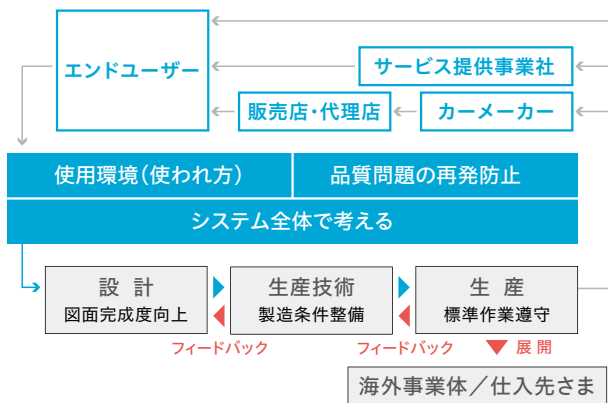 エンドユーザー
サービス提供事業社
販売店・代理店
カーメーカー
使用環境(使われ方)
品質問題の再発防止
システム全体で考える
設 計
図面完成度向上
生産技術
製造条件整備
生 産
標準作業遵守
フィードバック
フィードバック
展開
海外事業体/仕入先さま